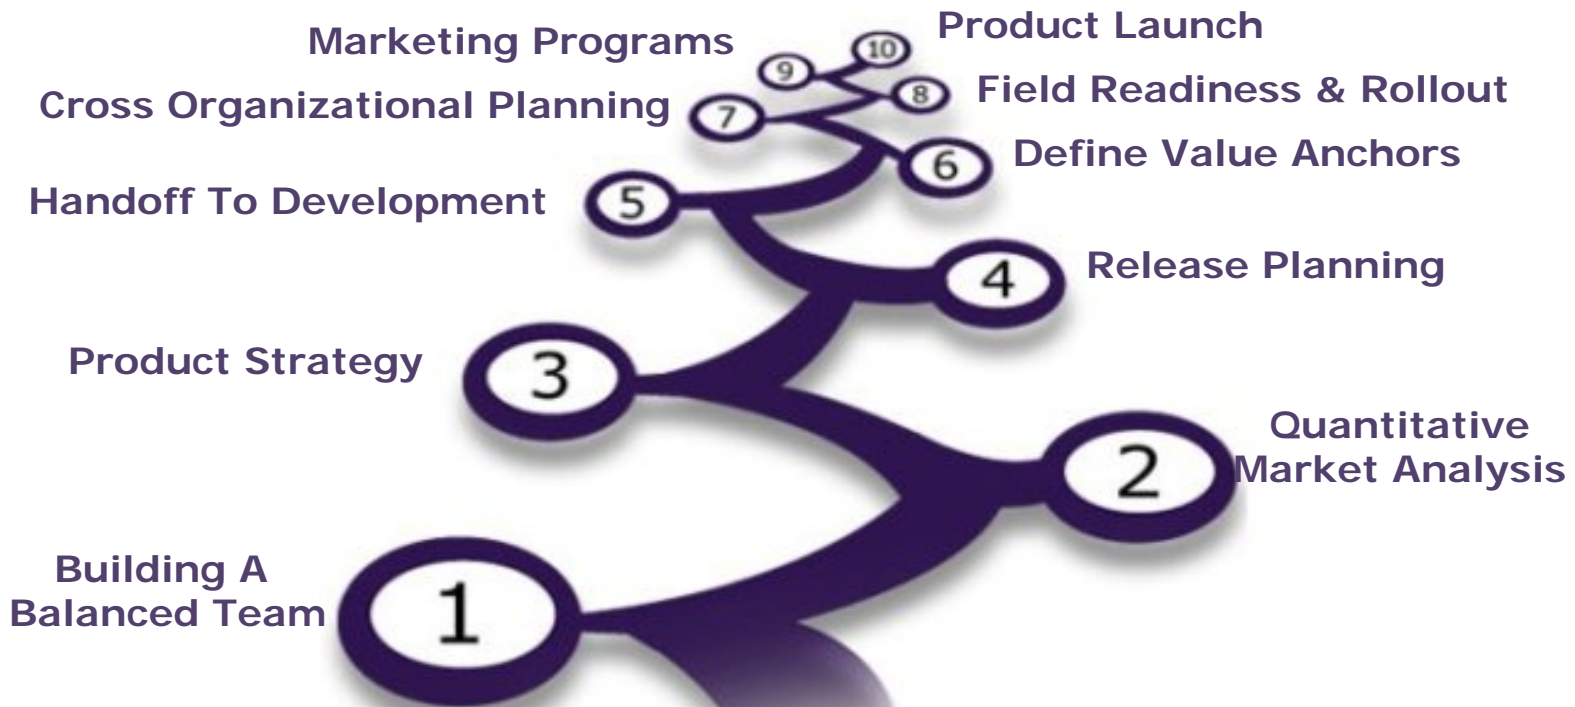 Product Launch
10
Marketing Programs
9
Field Readiness & Rollout
8
Cross Organizational Planning
7
Define Value Anchors
6
Handoff To Development
5
Release Planning
4
Product Strategy
3
Quantitative
Market Analysis
2
Building A
Balanced Team
1